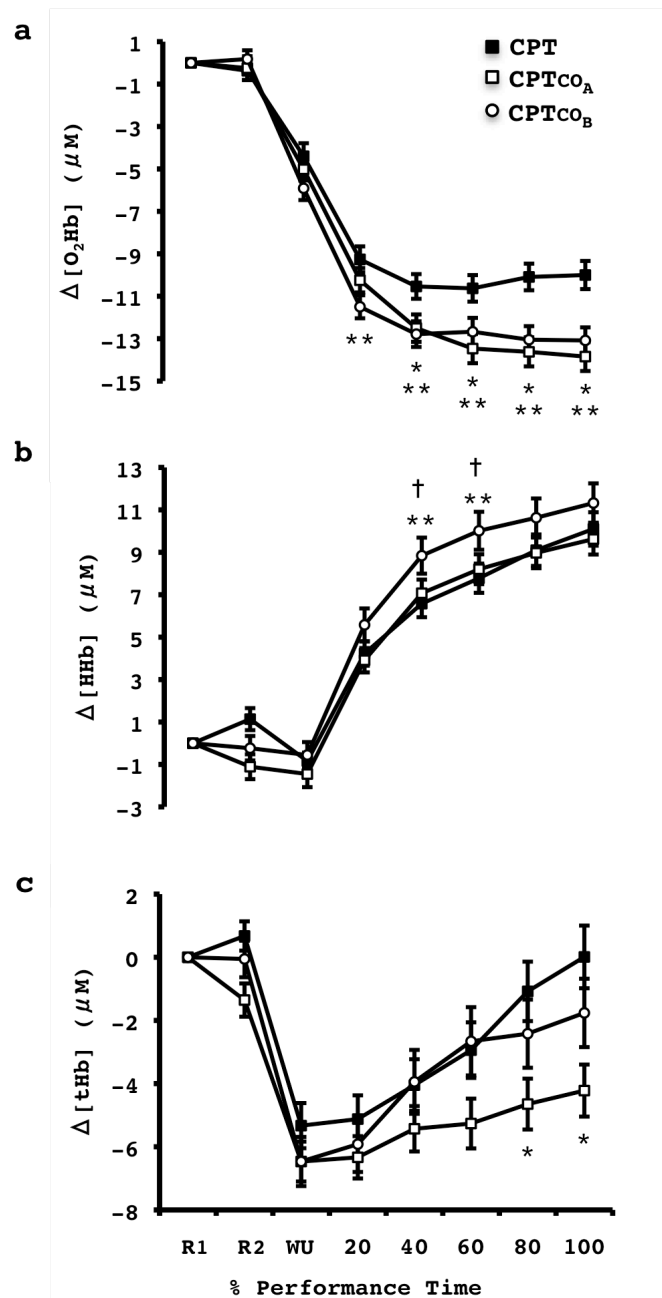 a
Δ[O₂Hb] (μM)
1
-1
-3
-5
-7
-9
-11
-13
-15
CPT
CPTCO_A
CPTCO_B
**
* * * *
** ** ** **
b
Δ[HHb] (μM)
13
11
9
7
5
3
1
-1
-3
† †
** **
c
Δ[tHb] (μM)
2
0
-2
-4
-6
-8
* *
R1 R2 WU 20 40 60 80 100
% Performance Time